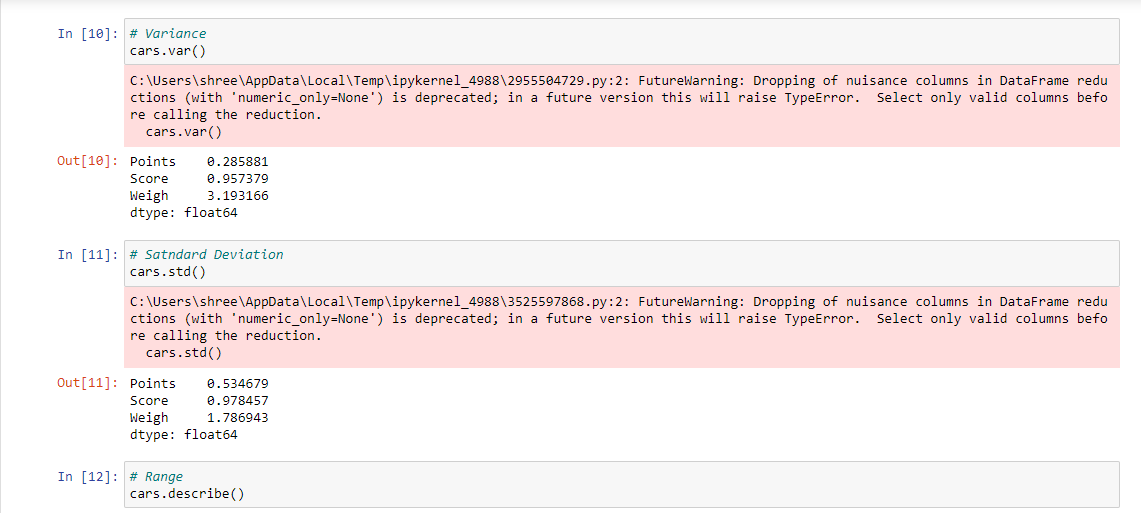 In [10]: # Variance
cars.var()
C:\Users\shree\AppData\Local\Temp\ipykernel_4988\2955504729.py:2: FutureWarning: Dropping of nuisance columns in DataFrame redu
ctions (with 'numeric_only=None') is deprecated; in a future version this will raise TypeError.  Select only valid columns befo
re calling the reduction.
  cars.var()
Out[10]: Points    0.285881
Score     0.957379
Weigh     3.193166
dtype: float64
In [11]: # Satndard Deviation
cars.std()
C:\Users\shree\AppData\Local\Temp\ipykernel_4988\3525597868.py:2: FutureWarning: Dropping of nuisance columns in DataFrame redu
ctions (with 'numeric_only=None') is deprecated; in a future version this will raise TypeError.  Select only valid columns befo
re calling the reduction.
  cars.std()
Out[11]: Points    0.534679
Score     0.978457
Weigh     1.786943
dtype: float64
In [12]: # Range
cars.describe()